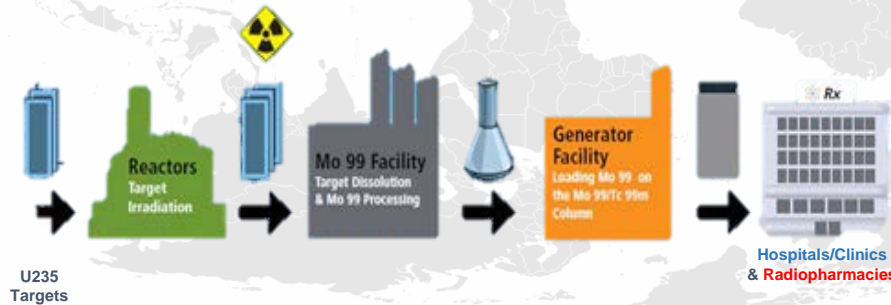 Rx
Reactors
Target
Irradiation
Mo 99 Facility
Target Dissolution
& Mo 99 Processing
Generator
Facility
Loading Mo 99 on
the Mo 99/Tc 99m
Column
U235
Targets
Hospitals/Clinics
& Radiopharmacies